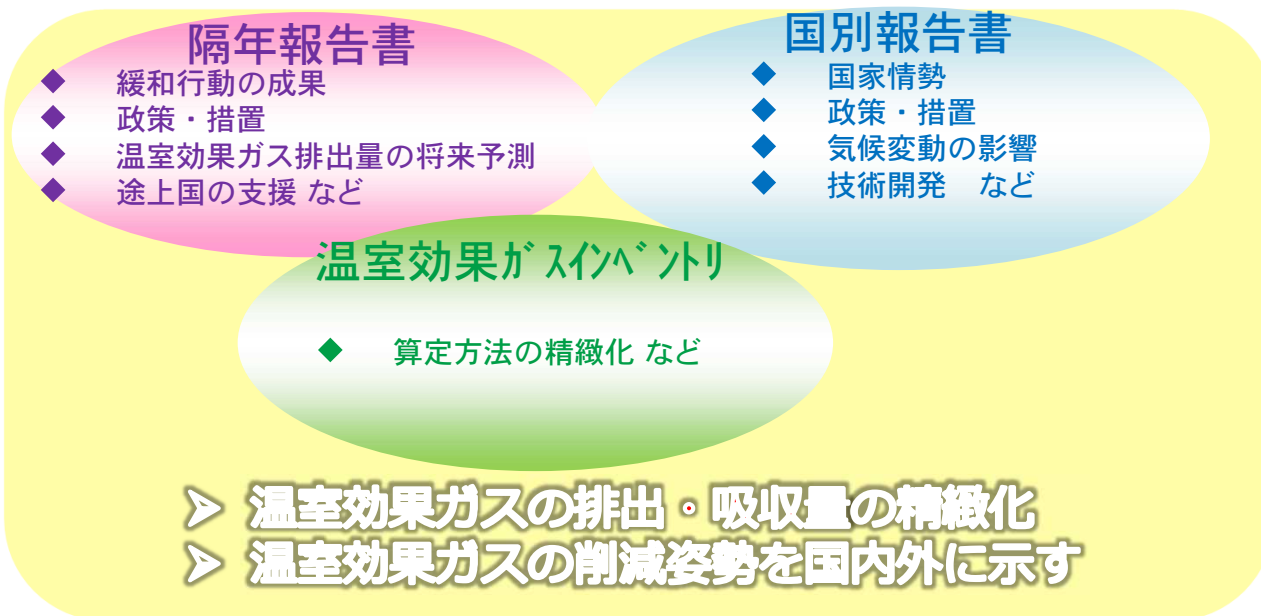 隔年報告書
◆ 緩和行動の成果
◆ 政策・措置
◆ 温室効果ガス排出量の将来予測
◆ 途上国の支援 など
国別報告書
◆ 国家情勢
◆ 政策・措置
◆ 気候変動の影響
◆ 技術開発 など
温室効果ガスインベントリ
◆ 算定方法の精緻化 など
➢ 温室効果ガスの排出・吸収量の精緻化
➢ 温室効果ガスの削減姿勢を国内外に示す